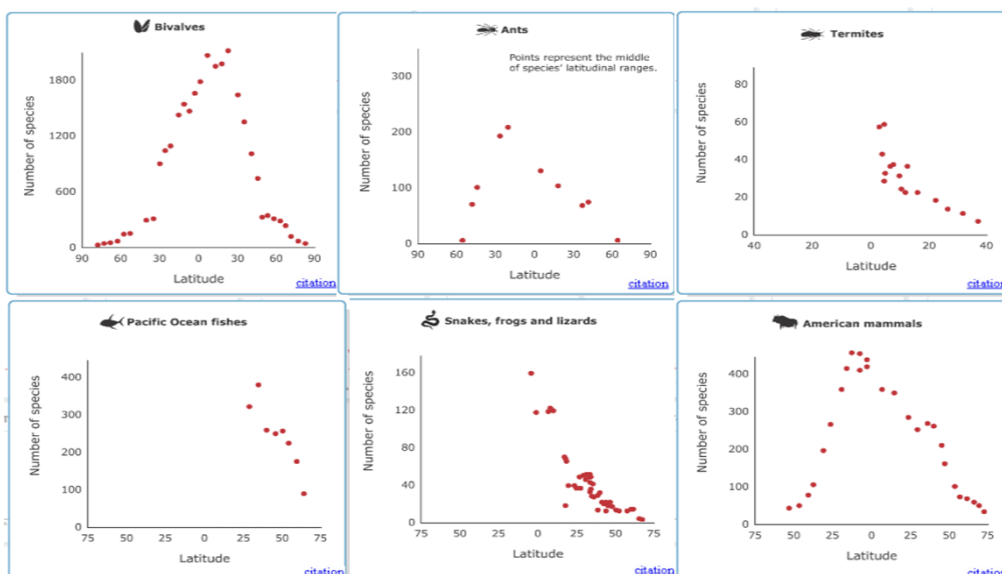 Bivalves
Number of species
1800
1200
600
0
90 60 30 0 30 60 90
Latitude
citation
Ants
Points represent the middle
of species' latitudinal ranges.
Number of species
300
200
100
0
90 60 30 0 30 60 90
Latitude
citation
Termites
Number of species
80
60
40
20
0
40 20 0 20 40
Latitude
citation
Pacific Ocean fishes
Number of species
400
300
200
100
0
75 50 25 0 25 50 75
Latitude
citation
Snakes, frogs and lizards
Number of species
160
120
80
40
0
75 50 25 0 25 50 75
Latitude
citation
American mammals
Number of species
400
300
200
100
0
75 50 25 0 25 50 75
Latitude
citation